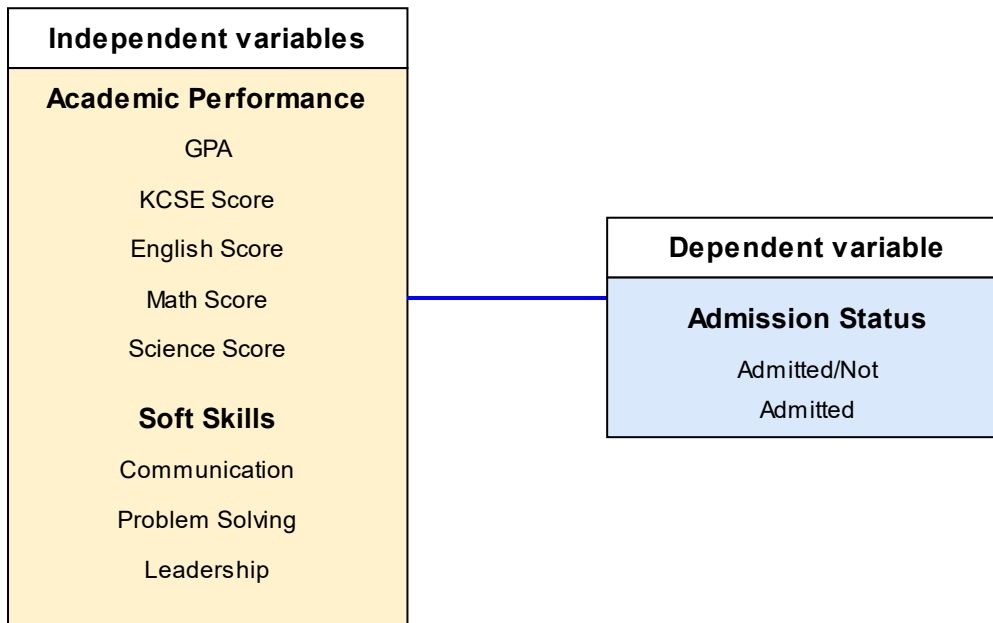 Independent variables
Academic Performance
GPA
KCSE Score
English Score
Math Score
Science Score
Soft Skills
Communication
Problem Solving
Leadership
Dependent variable
Admission Status
Admitted/Not
Admitted